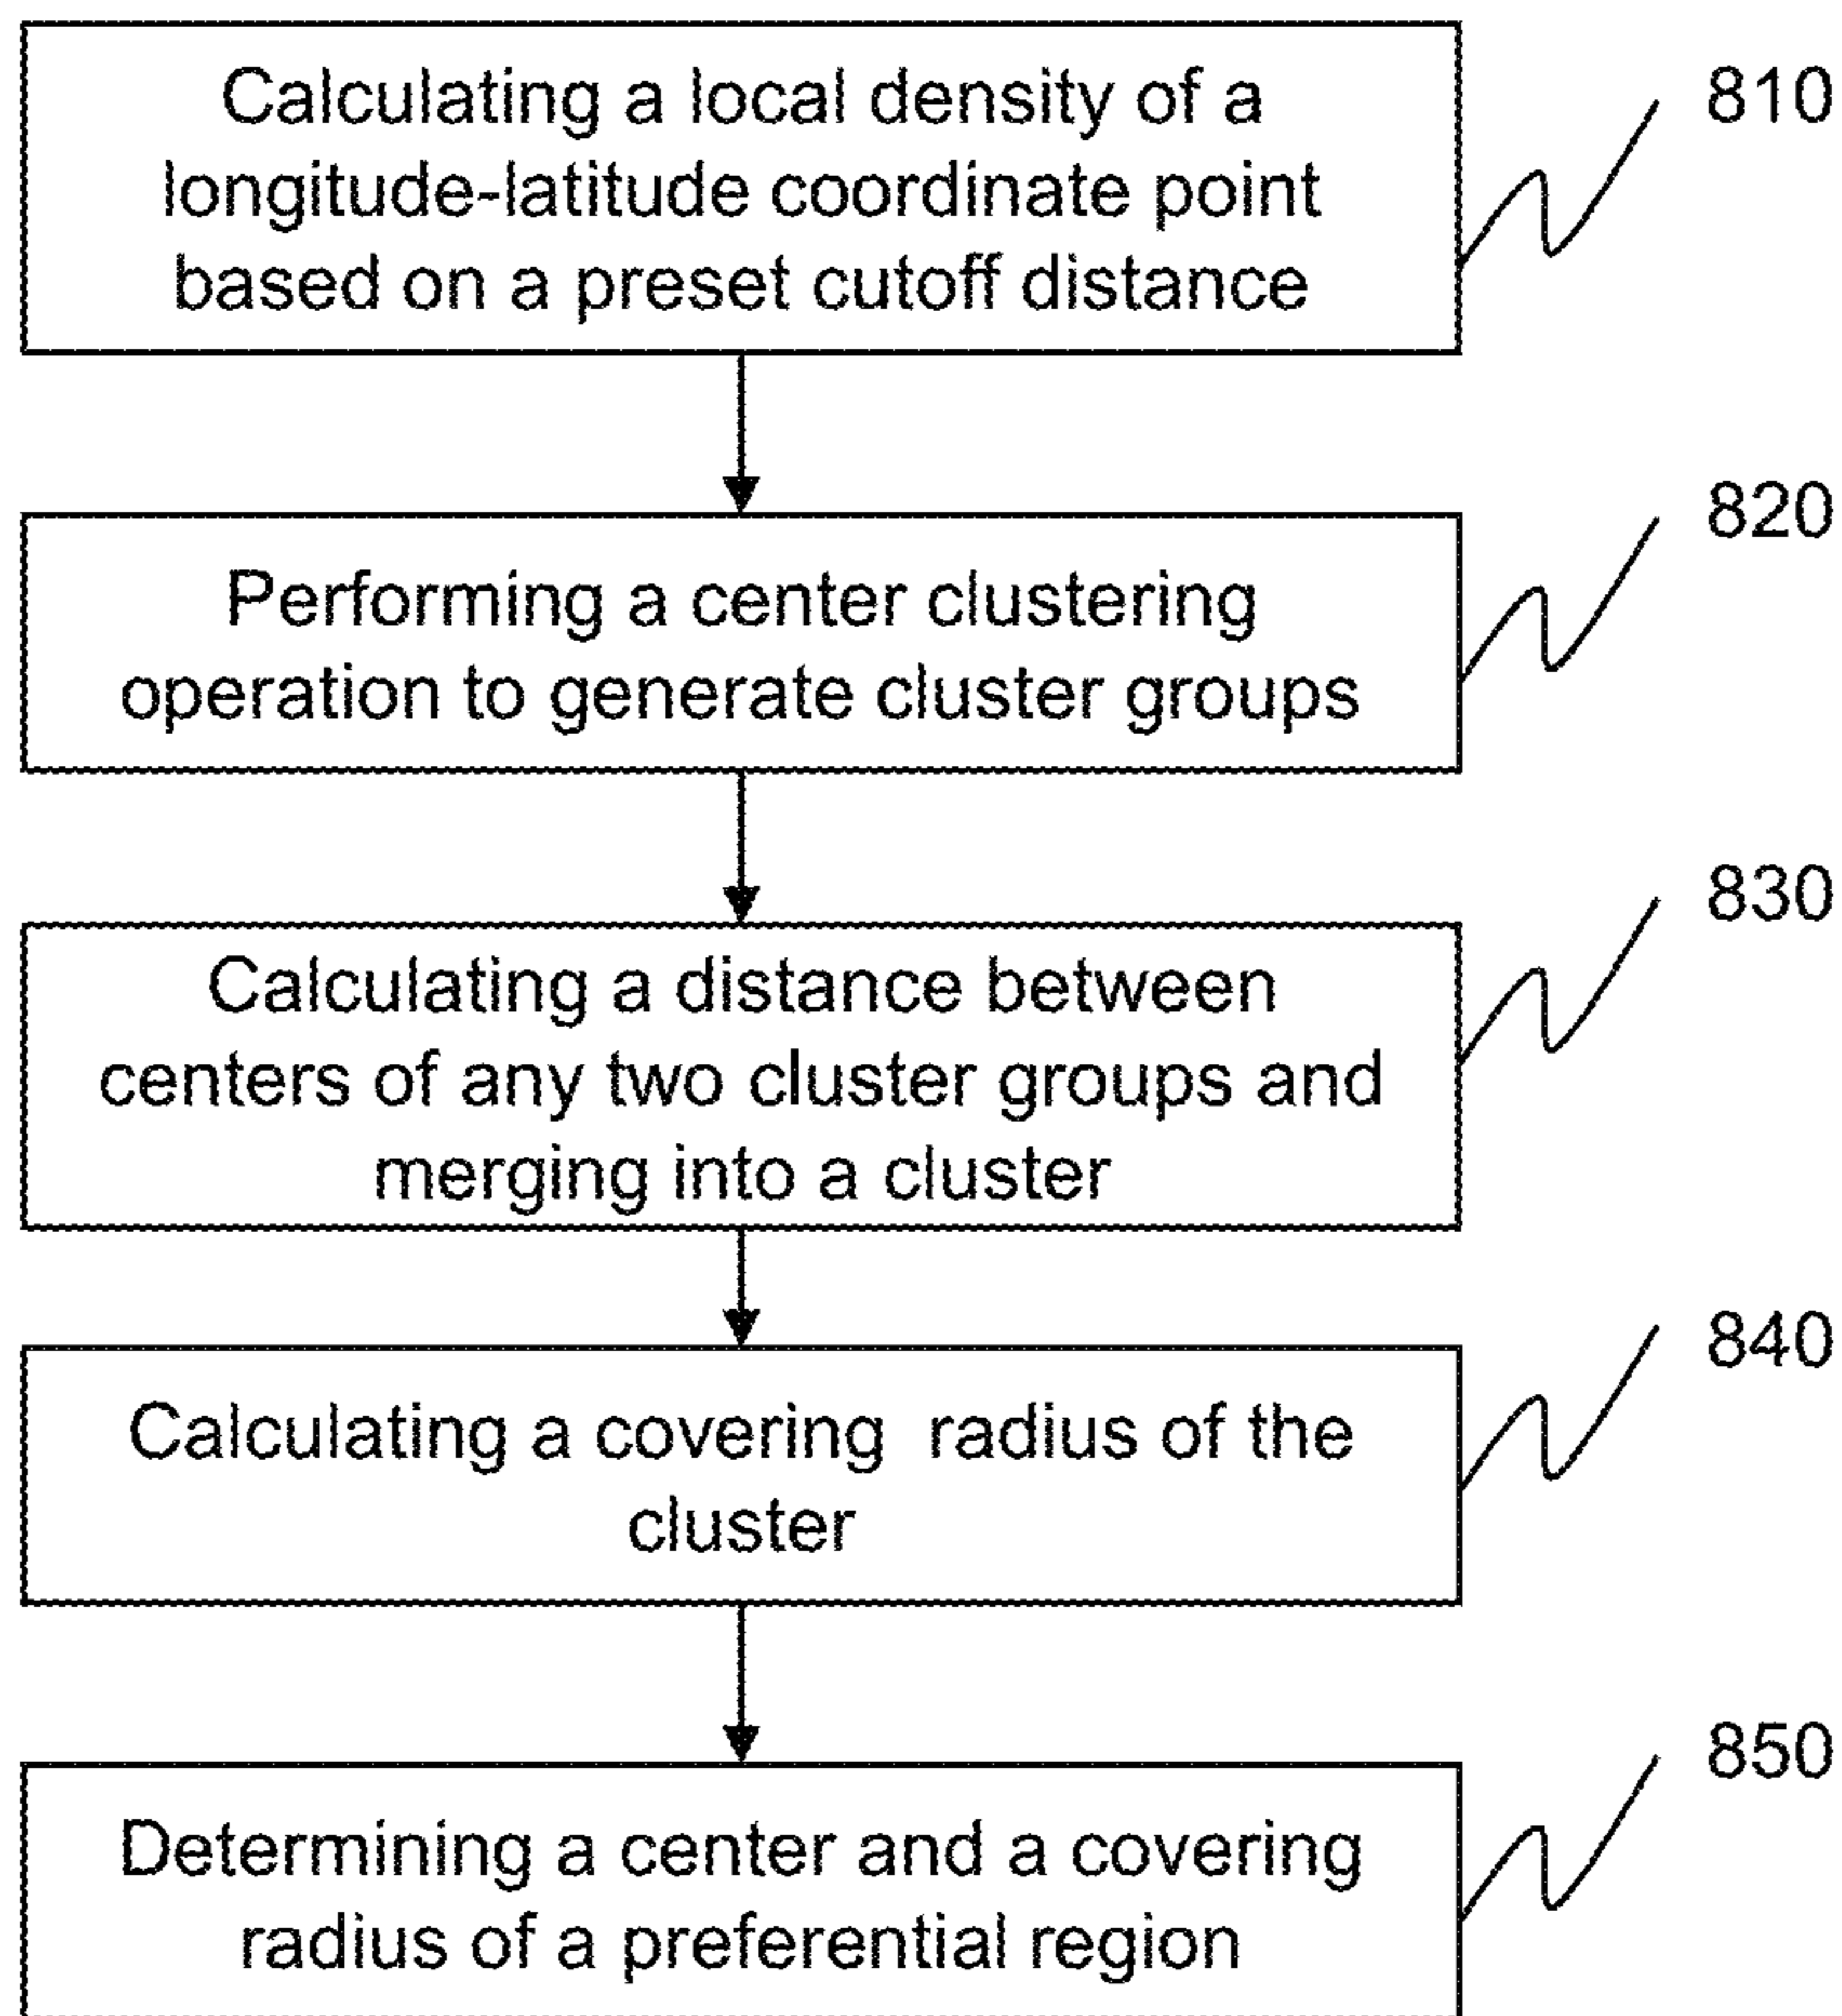 Calculating a local density of a
longitude-latitude coordinate point
based on a preset cutoff distance
810
Performing a center clustering
operation to generate cluster groups
820
Calculating a distance between
centers of any two cluster groups and
merging into a cluster
830
Calculating a covering radius of the
cluster
840
Determining a center and a covering
radius of a preferential region
850